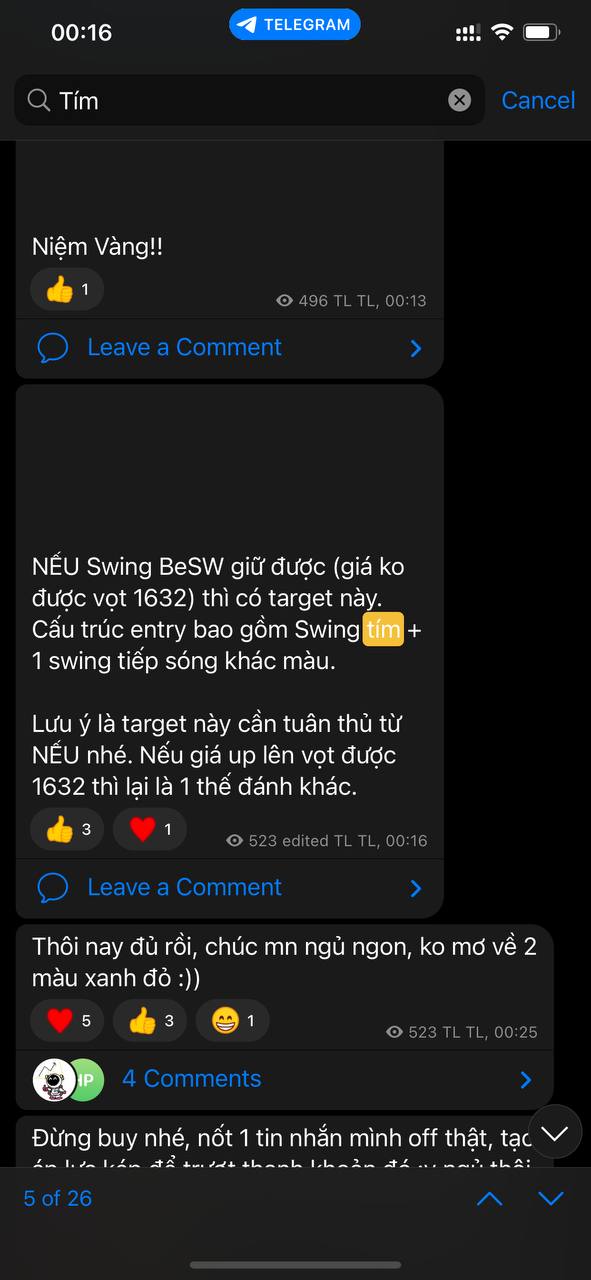 00:16
TELEGRAM
Tím
Cancel
Niệm Vàng!!
1
496 TL TL, 00:13
Leave a Comment
NẾU Swing BeSW giữ được (giá ko
được vọt 1632) thì có target này.
Cấu trúc entry bao gồm Swing tím +
1 swing tiếp sóng khác màu.
Lưu ý là target này cần tuân thủ từ
NẾU nhé. Nếu giá up lên vọt được
1632 thì lại là 1 thế đánh khác.
3
1
523 edited TL TL, 00:16
Leave a Comment
Thôi nay đủ rồi, chúc mn ngủ ngon, ko mơ về 2
màu xanh đỏ :))
5
3
1
523 TL TL, 00:25
HP
4 Comments
Đừng buy nhé, nốt 1 tin nhắn mình off thật, tạo
5 of 26